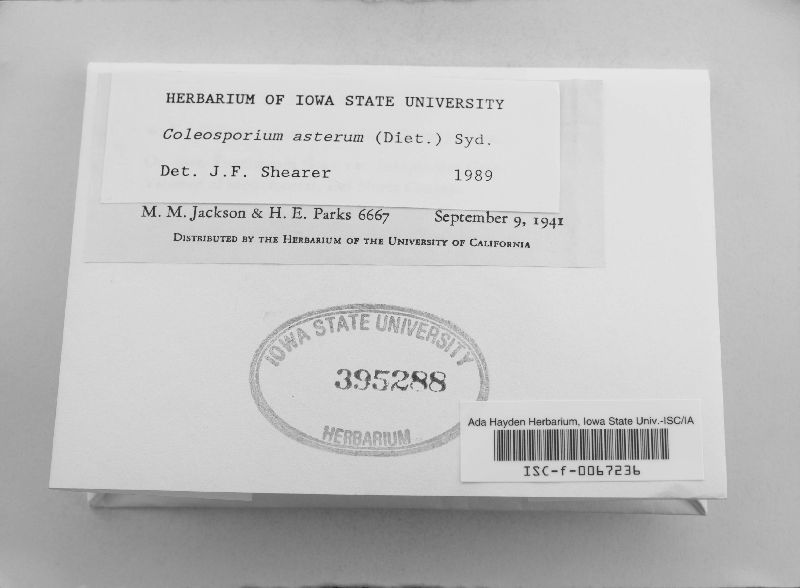 HERBARIUM OF IOWA STATE UNIVERSITY
Coleosporium asterum (Diet.) Syd.
Det. J.F. Shearer 1989
M. M. Jackson & H. E. Parks 6667 September 9, 1941
DISTRIBUTED BY THE HERBARIUM OF THE UNIVERSITY OF CALIFORNIA
IOWA STATE UNIVERSITY
395288
HERBARIUM
Ada Hayden Herbarium, Iowa State Univ.-ISC/IA
ISC-f-0067236